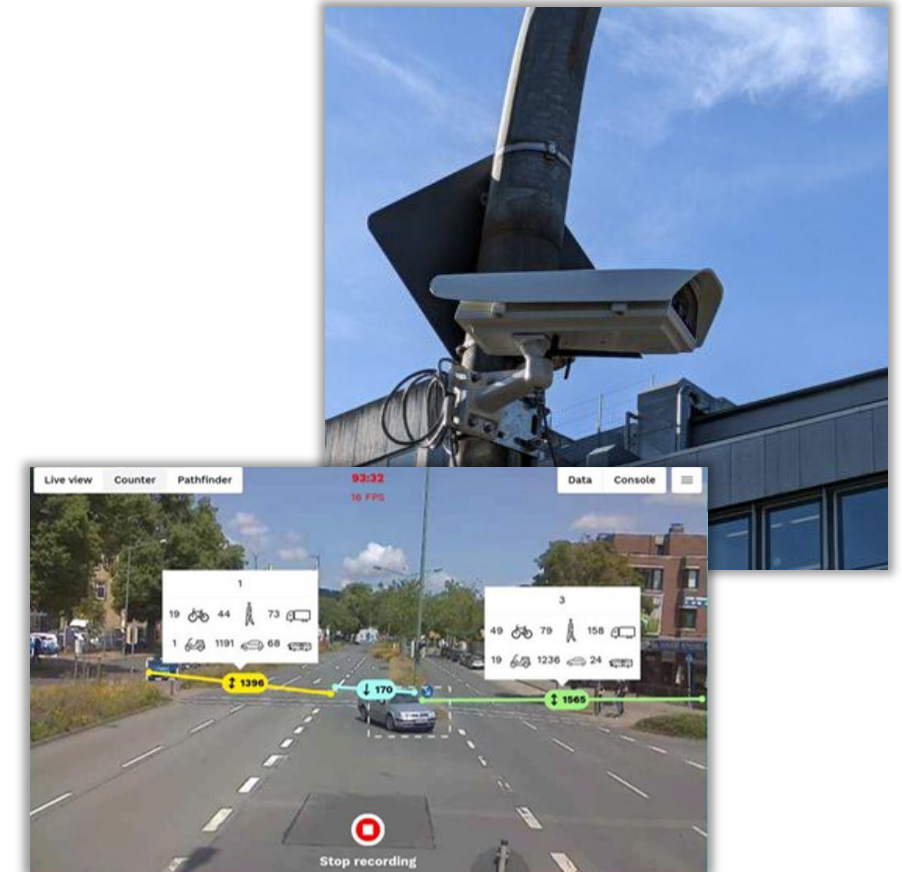 Live view Counter Pathfinder 93:32 Data Console
16 FPS
1
19 44 73
1 1191 68
↕ 1396
↓ 170
3
49 79 158
19 1236 24
↕ 1565
Stop recording